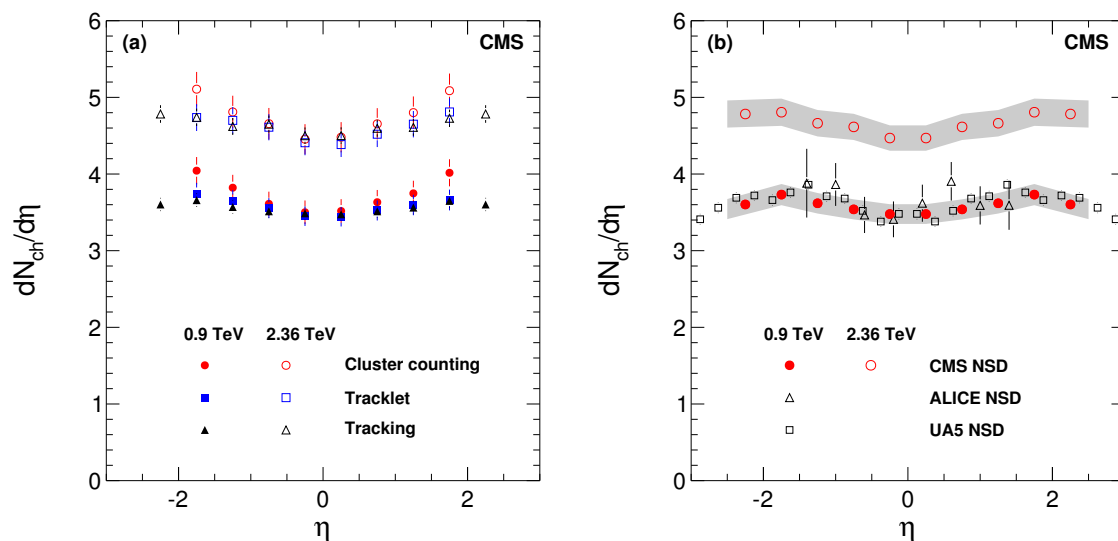 (a) CMS
dN_ch/dη
6
5
4
3
2
1
0
0.9 TeV 2.36 TeV
Cluster counting
Tracklet
Tracking
-2 0 2
η
(b) CMS
dN_ch/dη
6
5
4
3
2
1
0
0.9 TeV 2.36 TeV
CMS NSD
ALICE NSD
UA5 NSD
-2 0 2
η